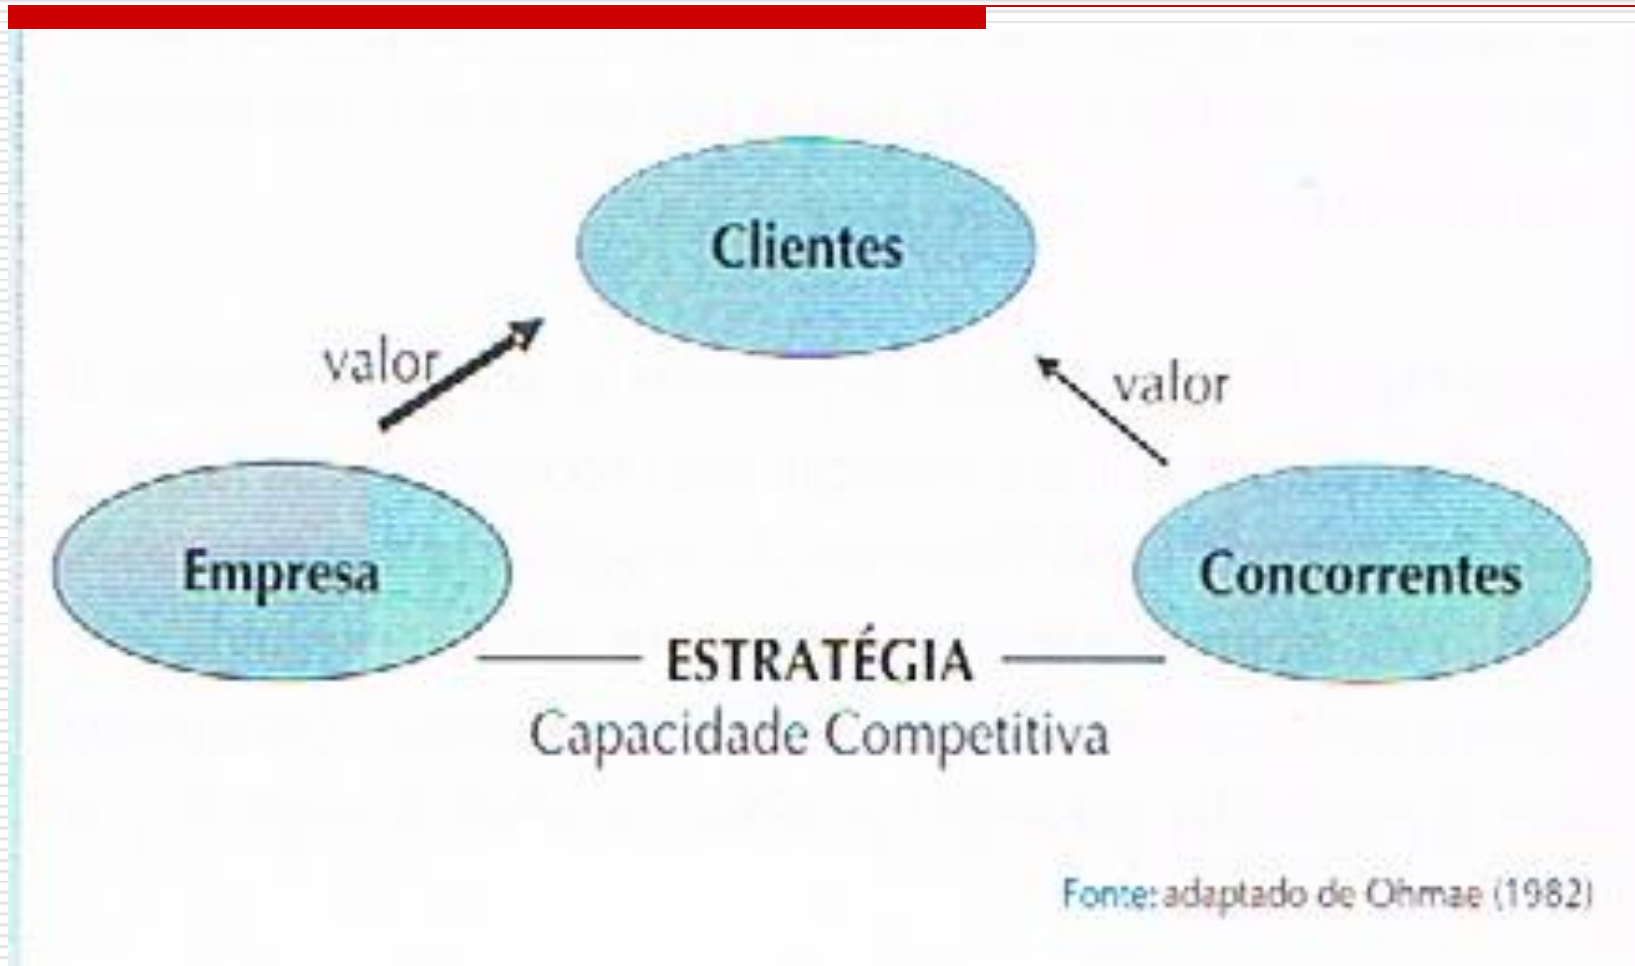 Clientes
valor
valor
Empresa
Concorrentes
ESTRATÉGIA
Capacidade Competitiva
Fonte: adaptado de Ohmae (1982)